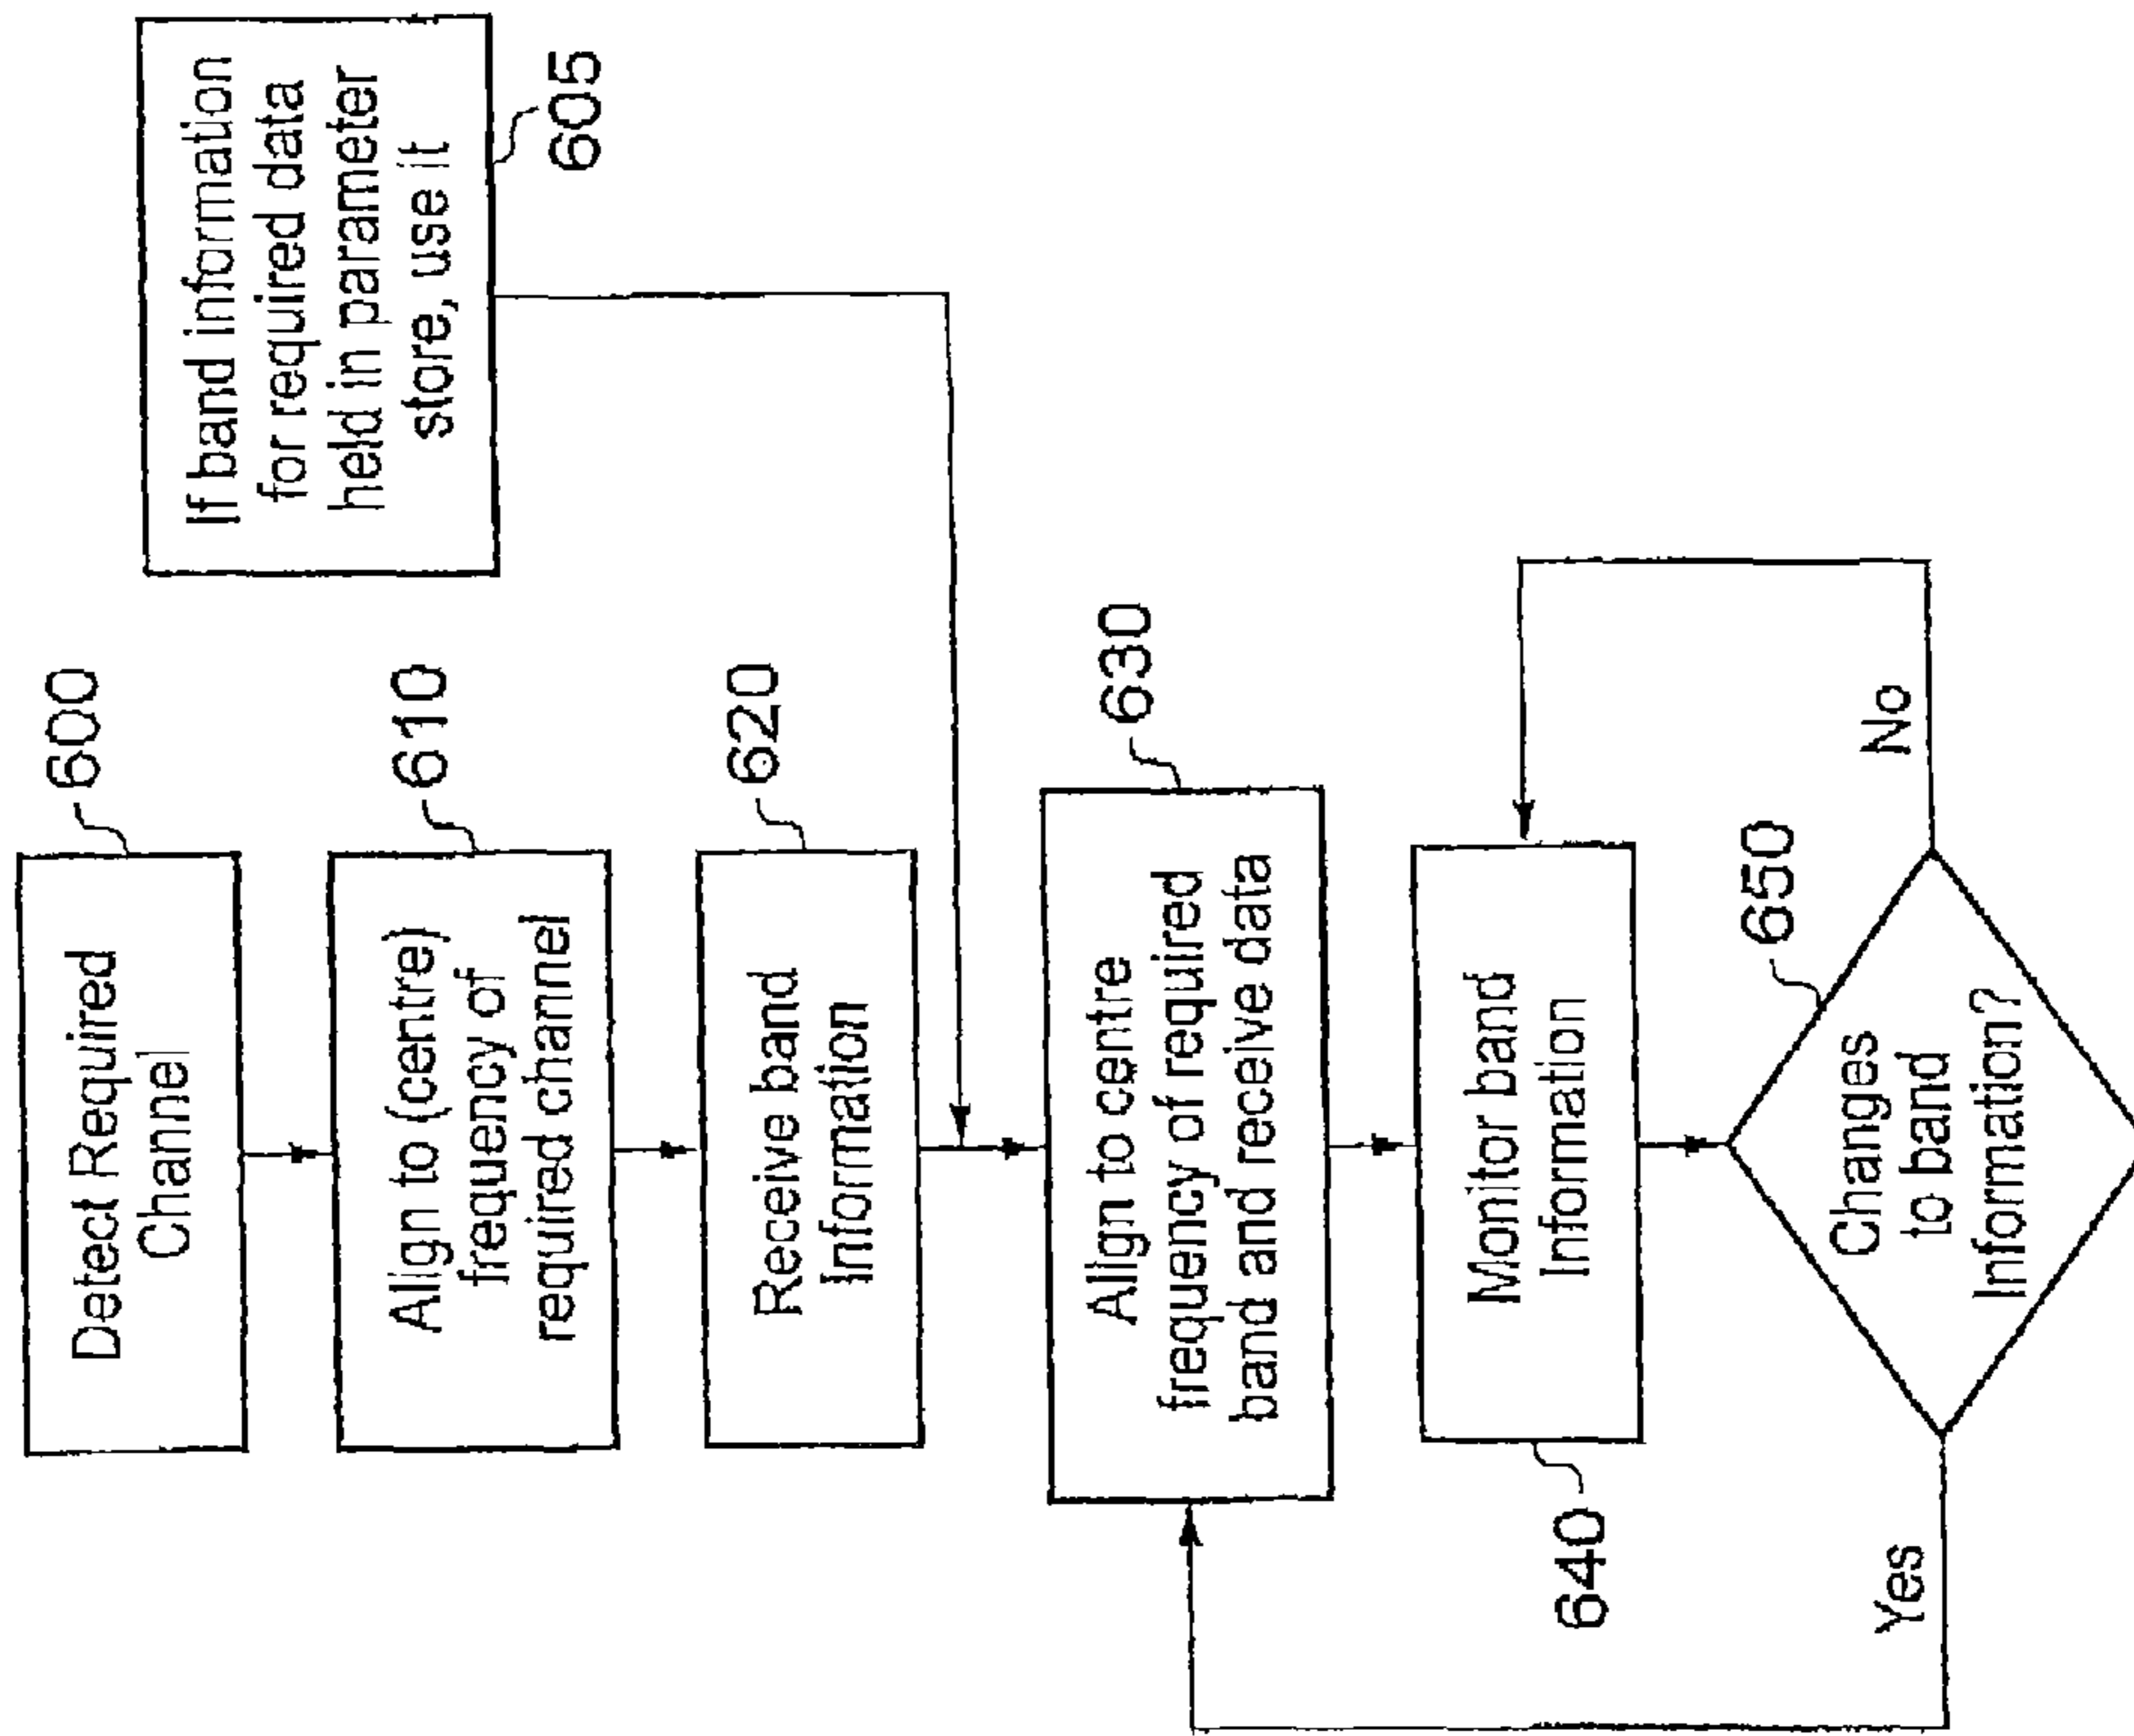 Detect Required
Channel
600
If band information
for required data
held in parameter
store, use it
605
Align to (centre)
frequency of
required channel
610
Receive band
Information
620
Align to centre
frequency of required
band and receive data
630
Monitor band
Information
640
Changes
to band
Information?
650
Yes
No